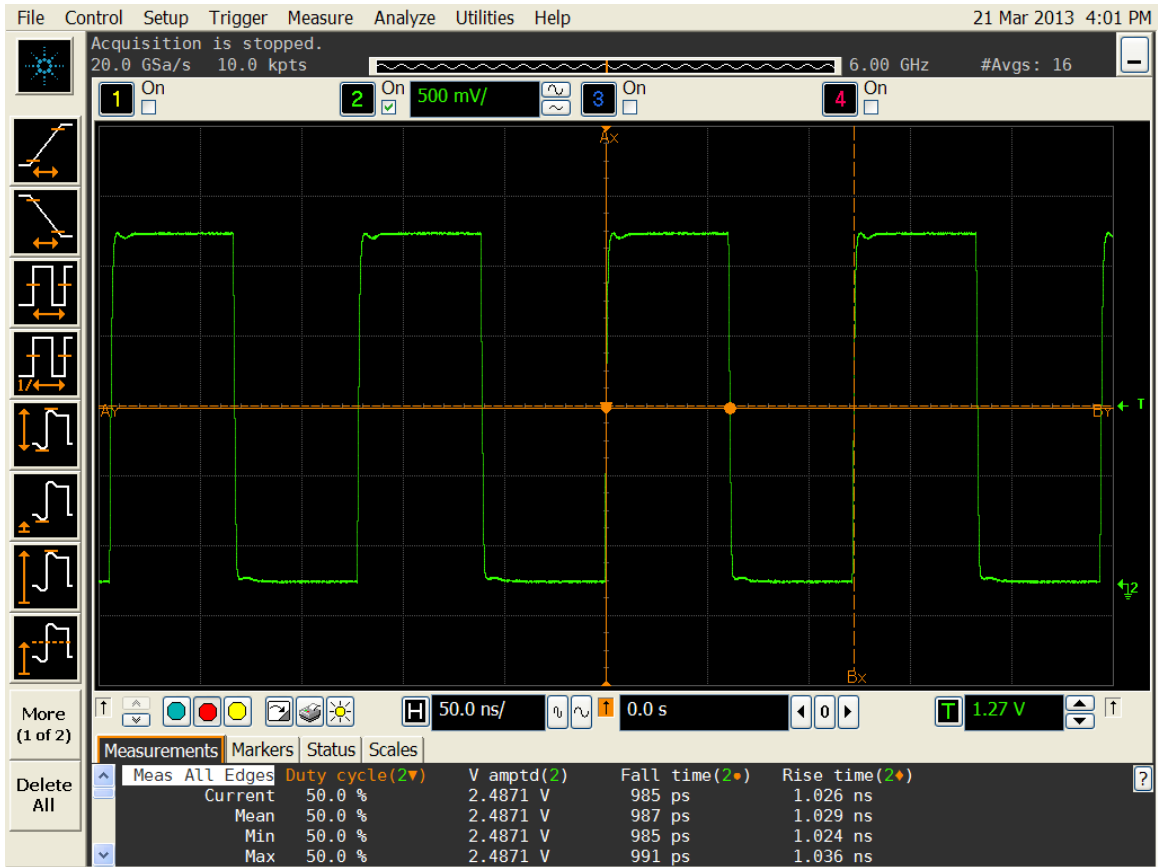 File Control Setup Trigger Measure Analyze Utilities Help 21 Mar 2013 4:01 PM
Acquisition is stopped.
20.0 GSa/s 10.0 kpts 6.00 GHz #Avgs: 16
1 On 2 On 500 mV/ 3 On 4 On
Ax
AY BY T
2
Bx
1/
More
(1 of 2)
Delete
All
H 50.0 ns/ 0.0 s 0 T 1.27 V
Measurements Markers Status Scales
Meas All Edges Duty cycle(2▼) V amptd(2) Fall time(2●) Rise time(2♦) ?
Current 50.0 % 2.4871 V 985 ps 1.026 ns
Mean 50.0 % 2.4871 V 987 ps 1.029 ns
Min 50.0 % 2.4871 V 985 ps 1.024 ns
Max 50.0 % 2.4871 V 991 ps 1.036 ns